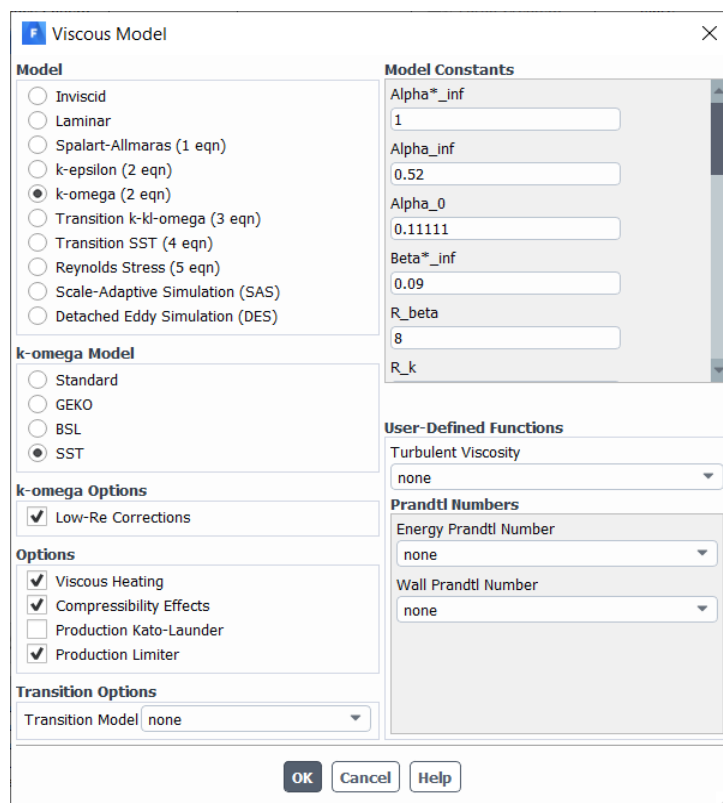 F Viscous Model
Model
Inviscid
Laminar
Spalart-Allmaras (1 eqn)
k-epsilon (2 eqn)
k-omega (2 eqn)
Transition k-kl-omega (3 eqn)
Transition SST (4 eqn)
Reynolds Stress (5 eqn)
Scale-Adaptive Simulation (SAS)
Detached Eddy Simulation (DES)
k-omega Model
Standard
GEKO
BSL
SST
k-omega Options
Low-Re Corrections
Options
Viscous Heating
Compressibility Effects
Production Kato-Launder
Production Limiter
Transition Options
Transition Model none
Model Constants
Alpha*_inf
1
Alpha_inf
0.52
Alpha_0
0.11111
Beta*_inf
0.09
R_beta
8
R_k
User-Defined Functions
Turbulent Viscosity
none
Prandtl Numbers
Energy Prandtl Number
none
Wall Prandtl Number
none
OK Cancel Help